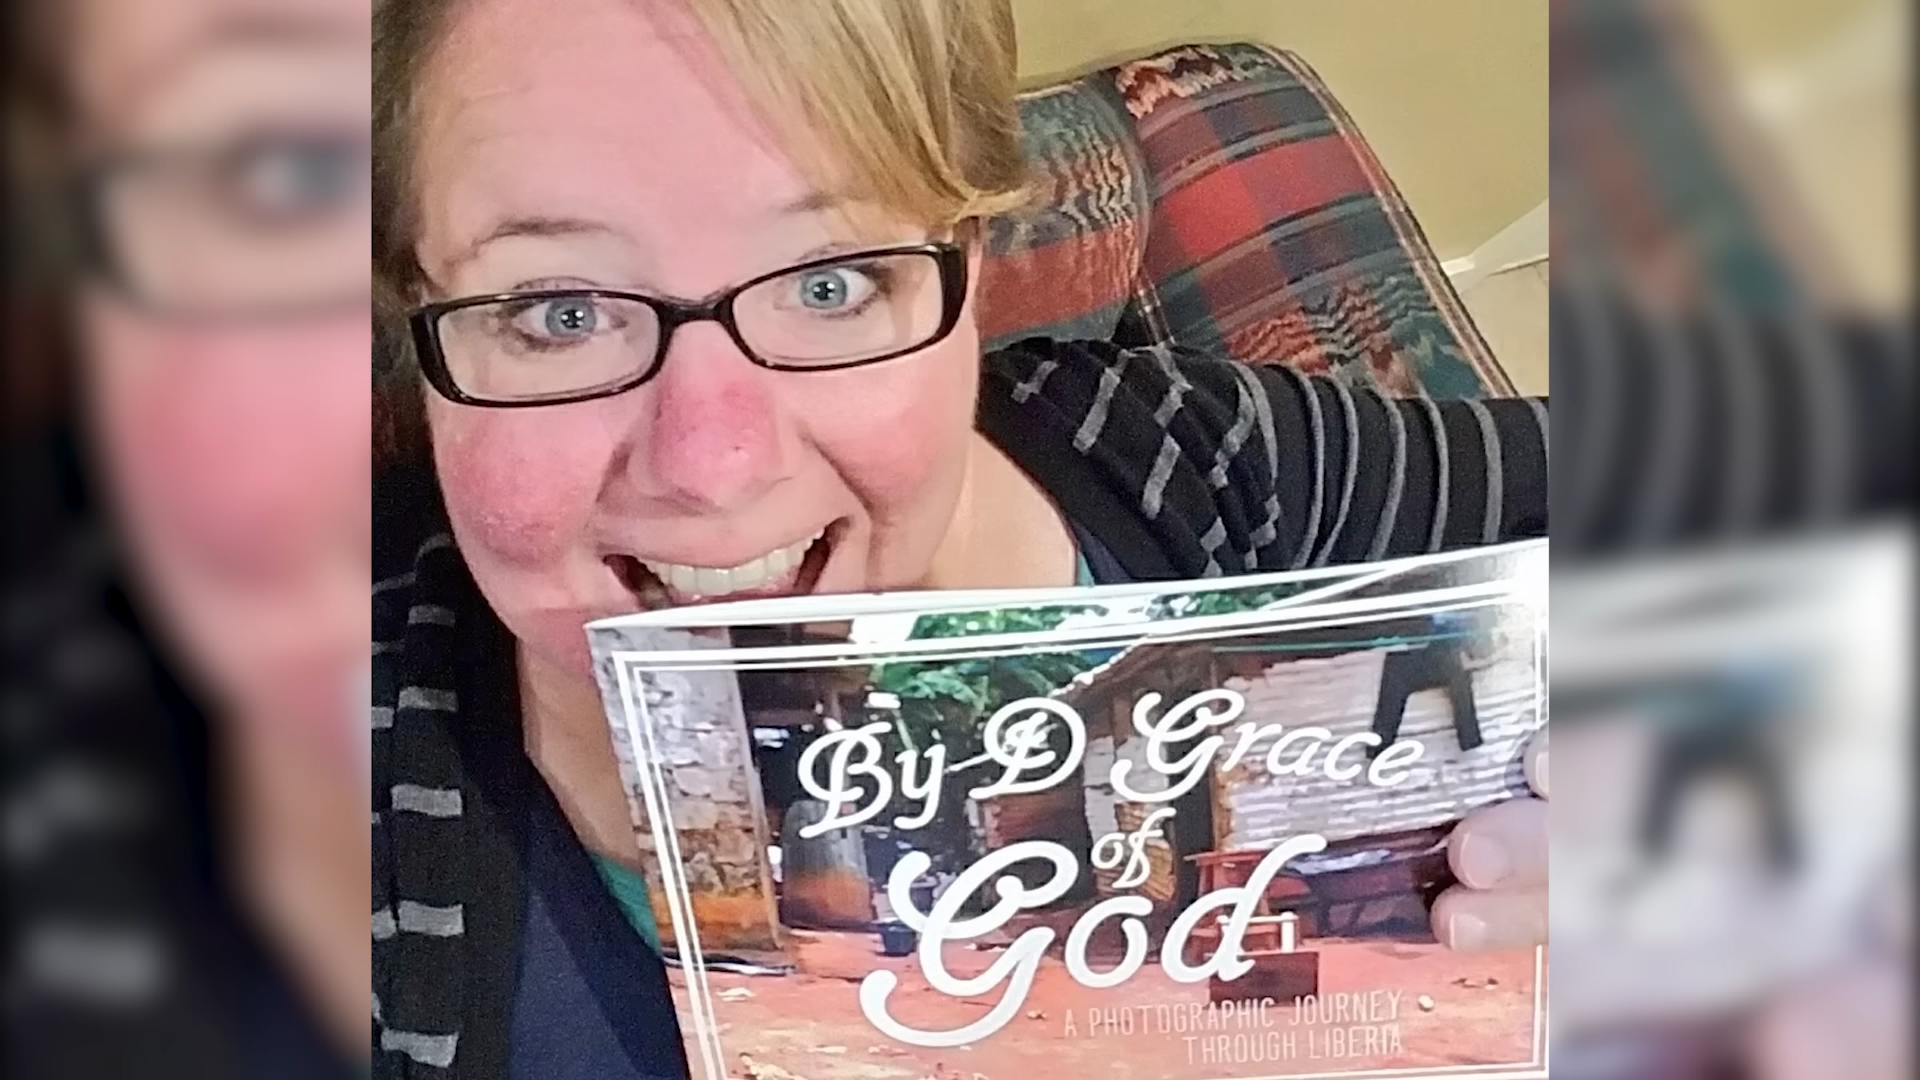 By D Grace
of
God
A PHOTOGRAPHIC JOURNEY
THROUGH LIBERIA